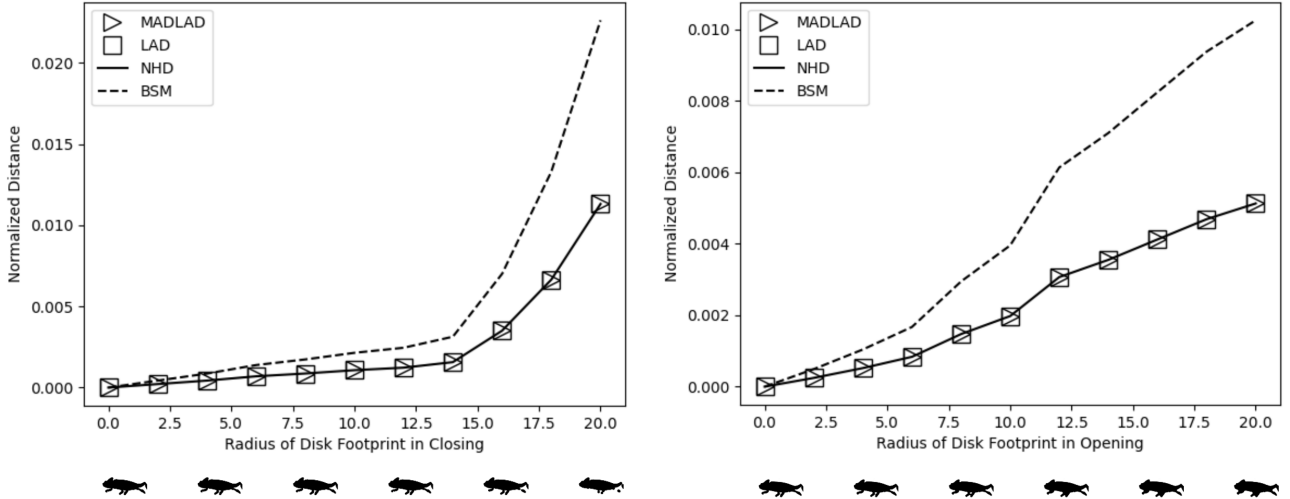 MADLAD
LAD
NHD
BSM
0.020
0.015
0.010
0.005
0.000
Normalized Distance
0.0 2.5 5.0 7.5 10.0 12.5 15.0 17.5 20.0
Radius of Disk Footprint in Closing
MADLAD
LAD
NHD
BSM
0.010
0.008
0.006
0.004
0.002
0.000
Normalized Distance
0.0 2.5 5.0 7.5 10.0 12.5 15.0 17.5 20.0
Radius of Disk Footprint in Opening